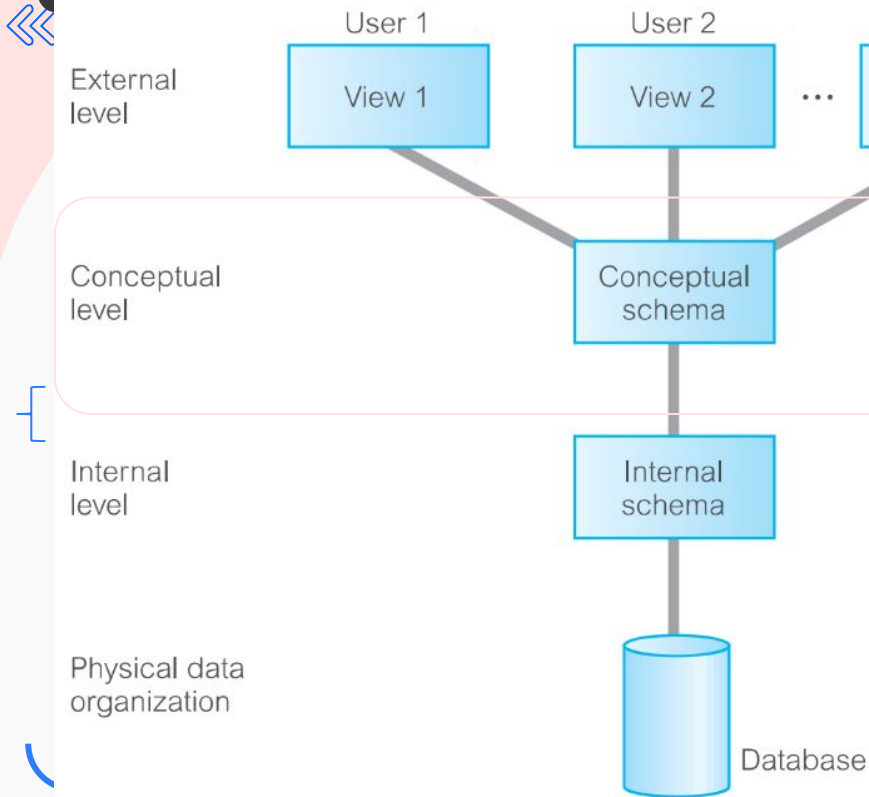 User 1
User 2
External
level
View 1
View 2
...
Conceptual
level
Conceptual
schema
Internal
level
Internal
schema
Physical data
organization
Database